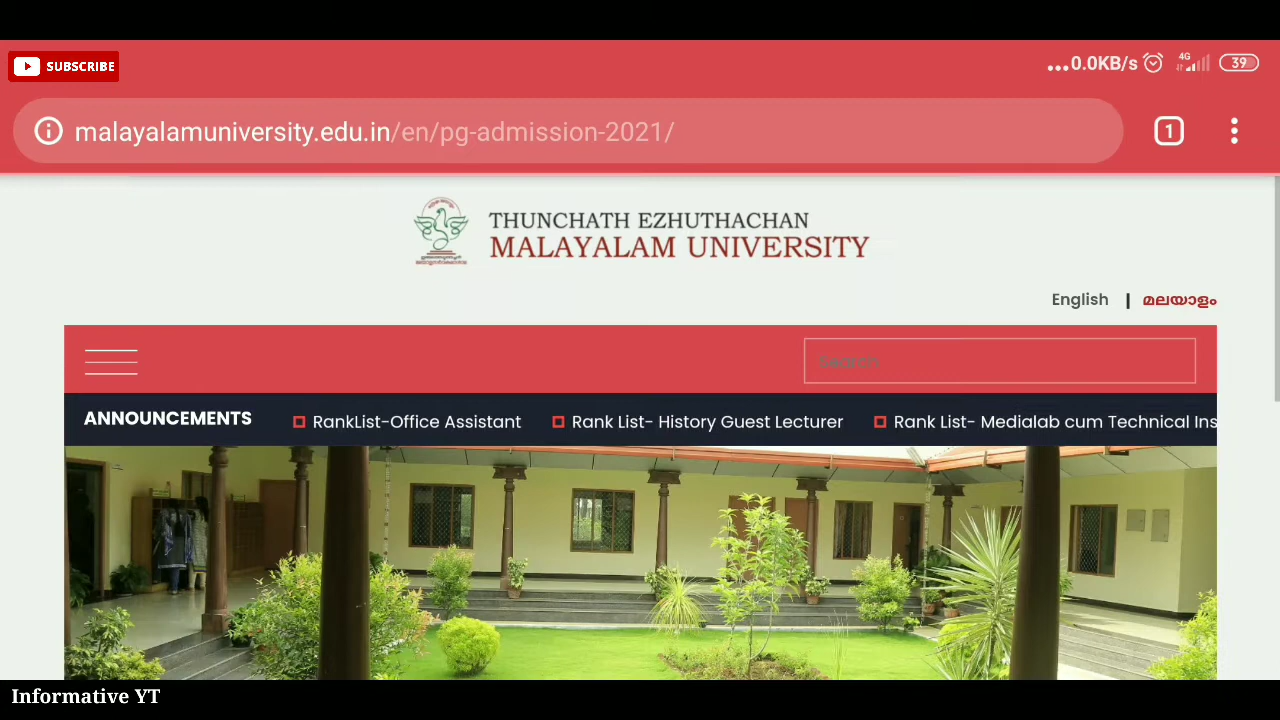 SUBSCRIBE
...0.0KB/s 4G 39
malayalamuniversity.edu.in/en/pg-admission-2021/ 1
THUNCHATH EZHUTHACHAN
MALAYALAM UNIVERSITY
English | മലയാളം
Search
ANNOUNCEMENTS RankList-Office Assistant Rank List- History Guest Lecturer Rank List- Medialab cum Technical Ins
Informative YT